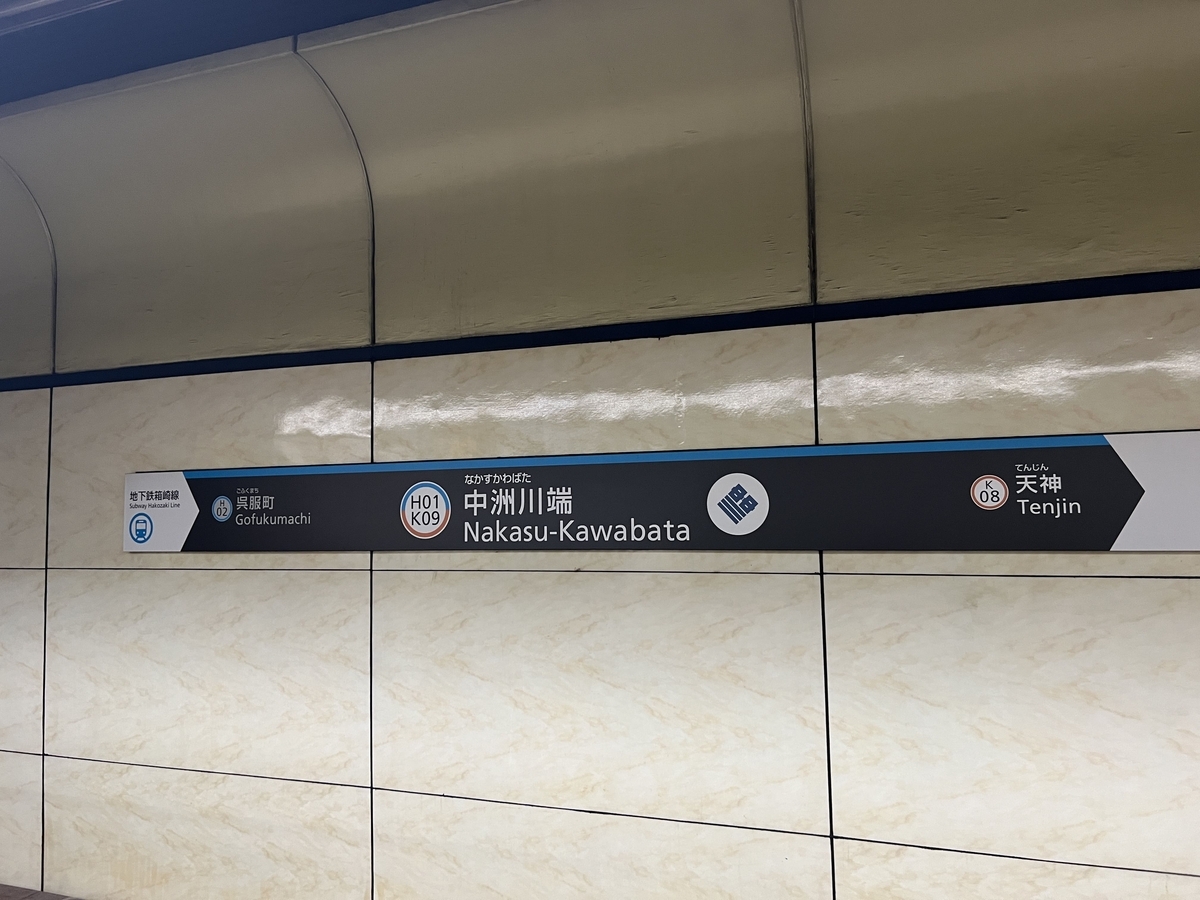 地下鉄箱崎線
Subway Hakozaki Line
H
02
ごふくまち
呉服町
Gofukumachi
H01
K09
なかすかわばた
中洲川端
Nakasu-Kawabata
K
08
てんじん
天神
Tenjin